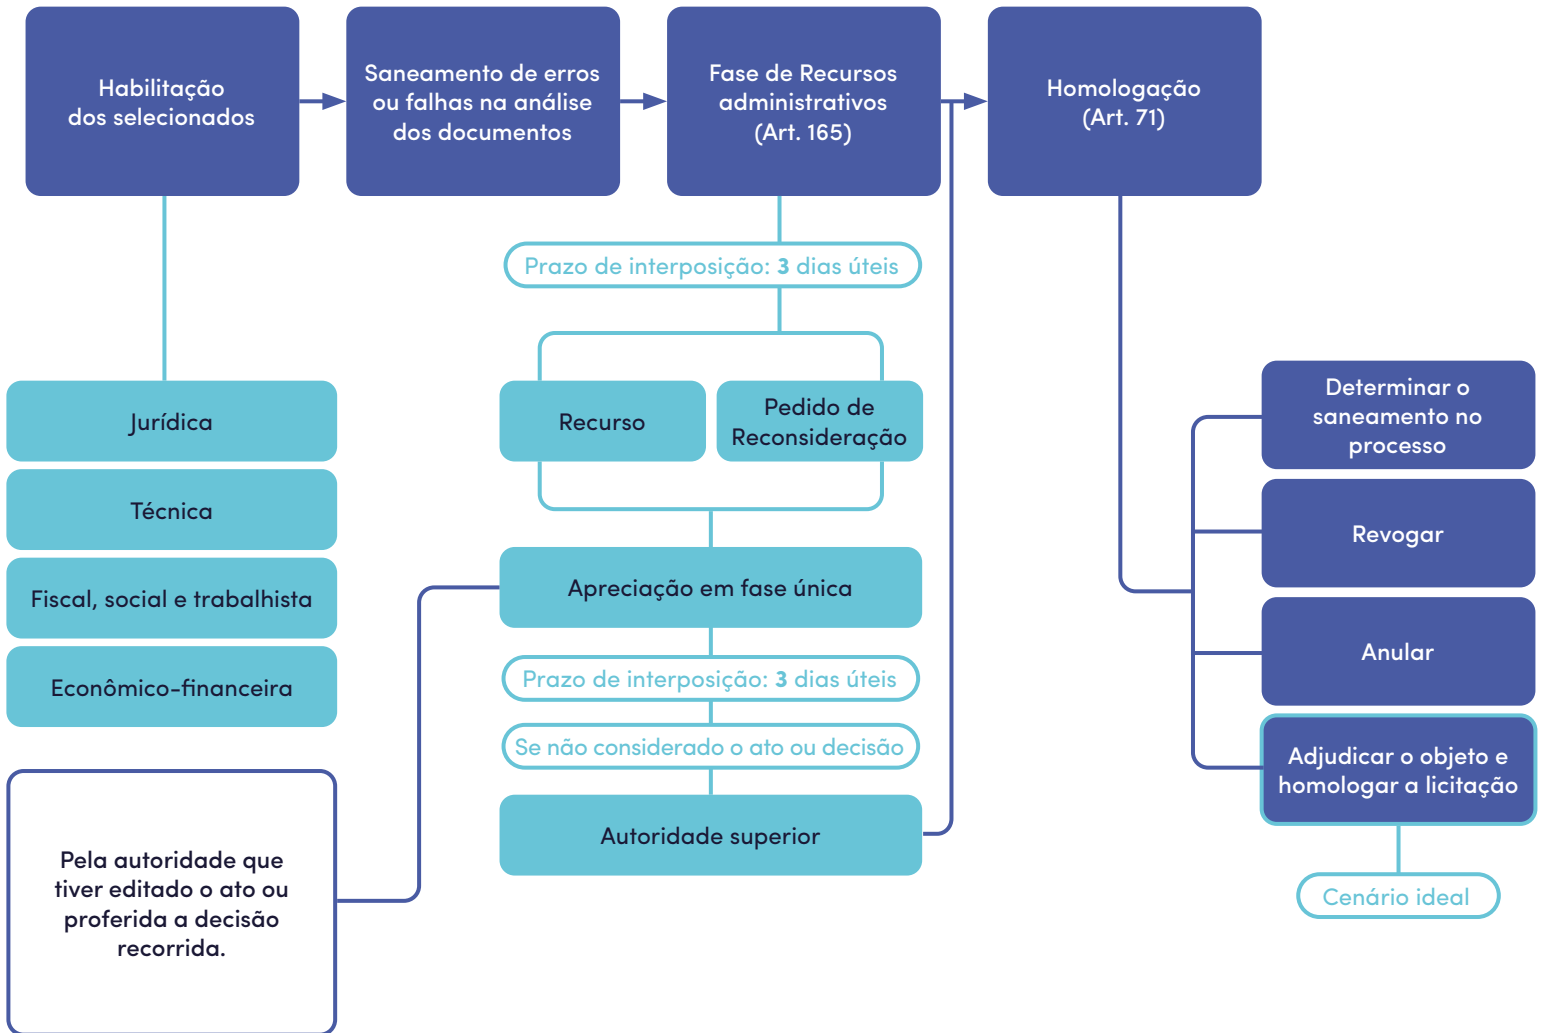 Habilitação
dos selecionados
Saneamento de erros
ou falhas na análise
dos documentos
Fase de Recursos
administrativos
(Art. 165)
Homologação
(Art. 71)
Prazo de interposição: 3 dias úteis
Jurídica
Técnica
Fiscal, social e trabalhista
Econômico-financeira
Recurso
Pedido de
Reconsideração
Apreciação em fase única
Prazo de interposição: 3 dias úteis
Se não considerado o ato ou decisão
Autoridade superior
Pela autoridade que
tiver editado o ato ou
proferida a decisão
recorrida.
Determinar o
saneamento no
processo
Revogar
Anular
Adjudicar o objeto e
homologar a licitação
Cenário ideal